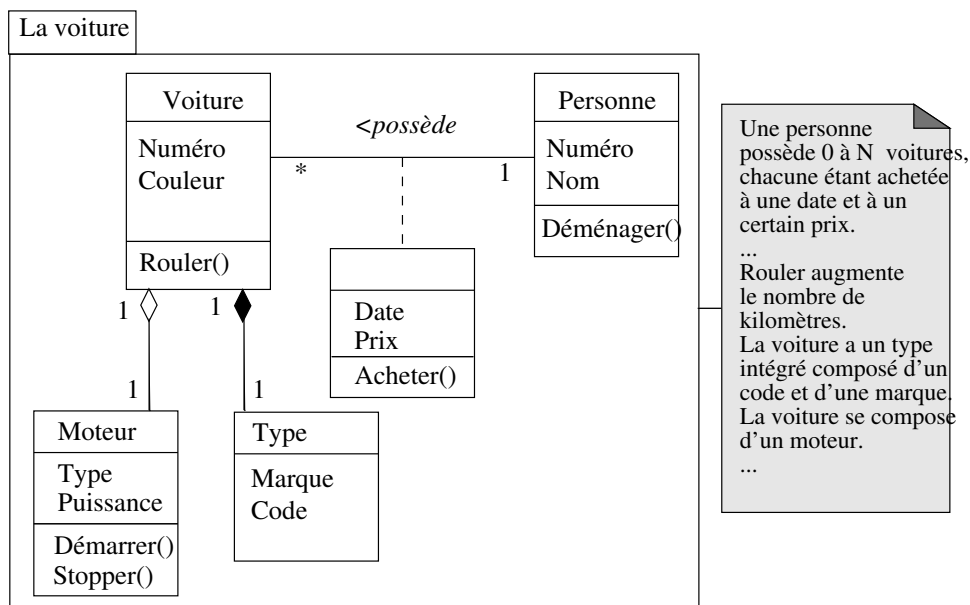 La voiture
Voiture
Numéro
Couleur
Rouler()
<possède
*
1
Personne
Numéro
Nom
Déménager()
Date
Prix
Acheter()
1
1
1
1
Moteur
Type
Puissance
Démarrer()
Stopper()
Type
Marque
Code
Une personne
possède 0 à N voitures,
chacune étant achetée
à une date et à un
certain prix.
...
Rouler augmente
le nombre de
kilomètres.
La voiture a un type
intégré composé d'un
code et d'une marque.
La voiture se compose
d'un moteur.
...